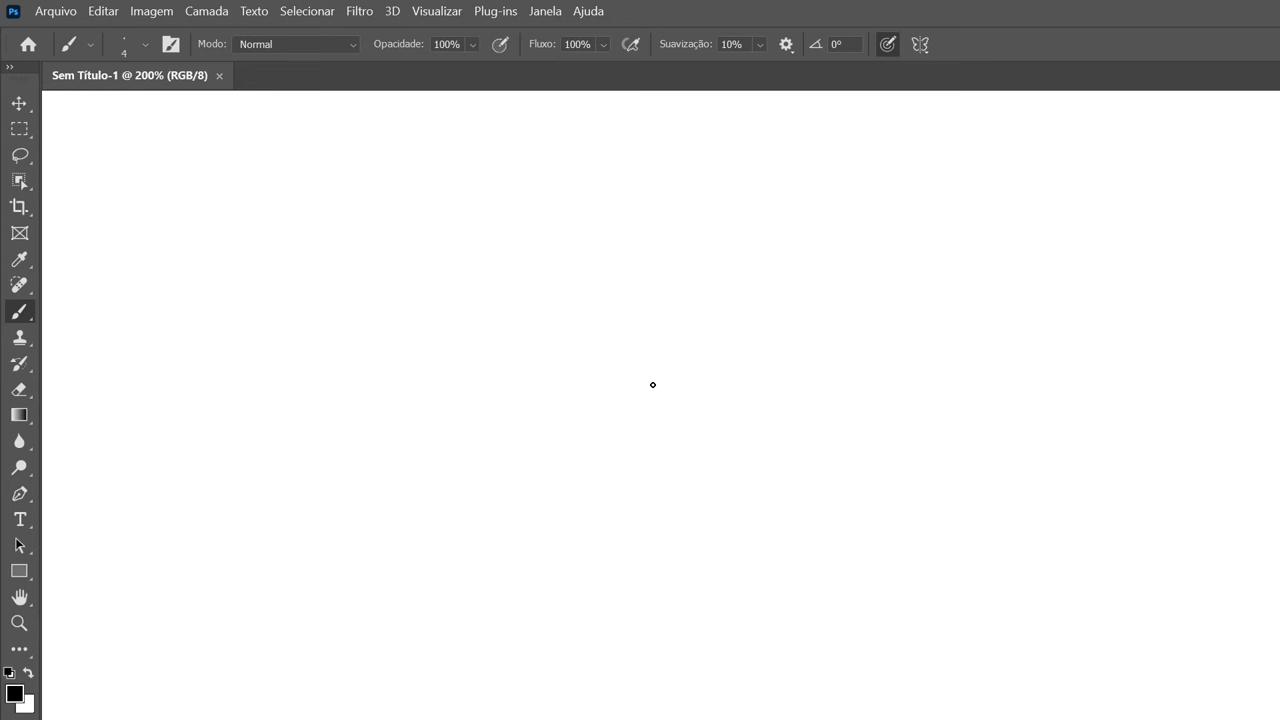 Ps Arquivo Editar Imagem Camada Texto Selecionar Filtro 3D Visualizar Plug-ins Janela Ajuda
4 Modo: Normal Opacidade: 100% Fluxo: 100% Suavização: 10% 0°
Sem Título-1 @ 200% (RGB/8) ×